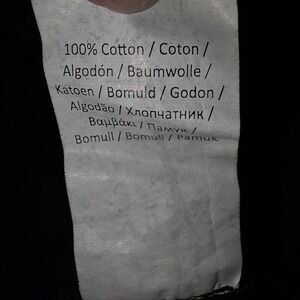 100% Cotton / Coton /
Algodón / Baumwolle /
Katoen / Bomuld / Godon /
Algodão / Хлопчатник /
Βαμβάκι / Памук /
Bomull / Bomull / Pamuk